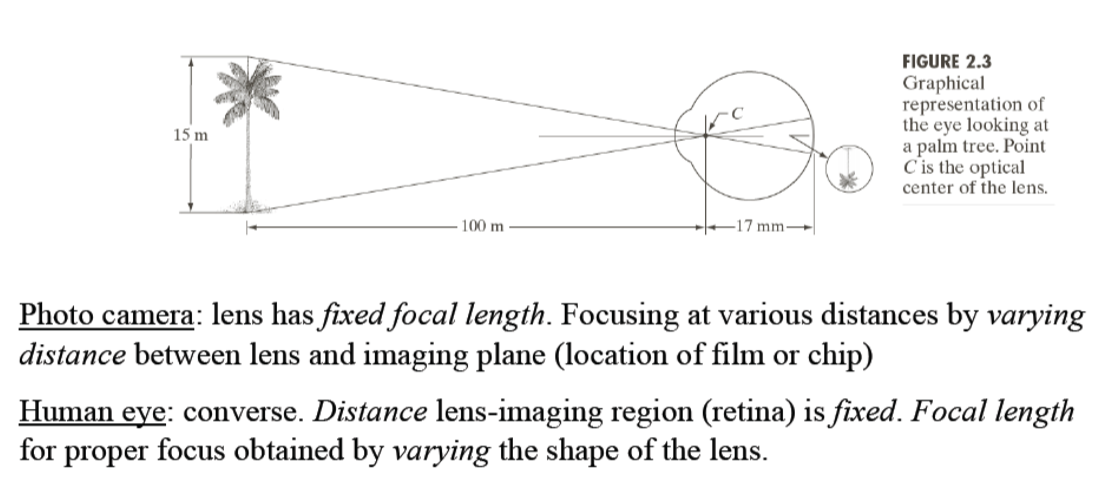 15 m
C
100 m
17 mm
FIGURE 2.3
Graphical
representation of
the eye looking at
a palm tree. Point
C is the optical
center of the lens.
Photo camera: lens has fixed focal length. Focusing at various distances by varying
distance between lens and imaging plane (location of film or chip)
Human eye: converse. Distance lens-imaging region (retina) is fixed. Focal length
for proper focus obtained by varying the shape of the lens.